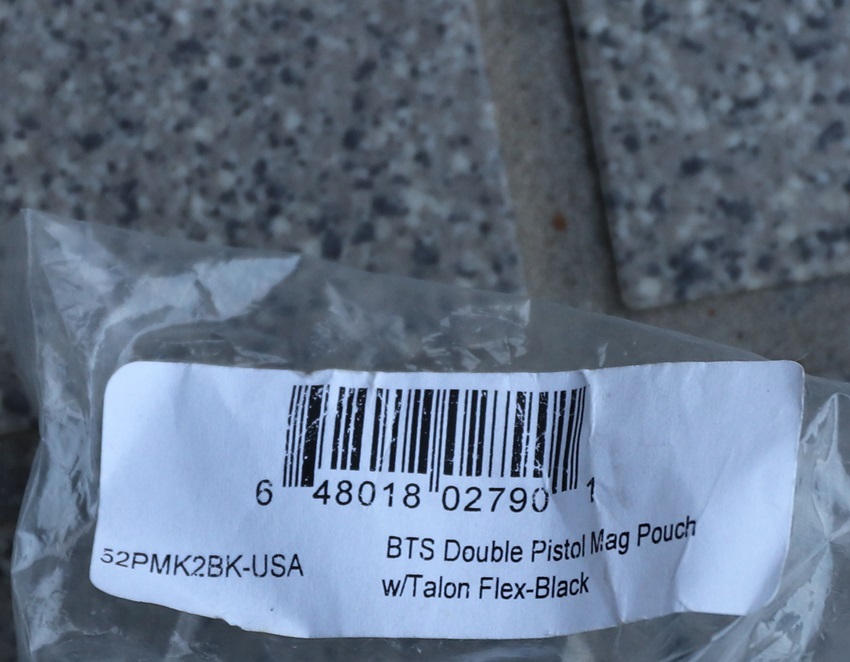 6 48018 02790 1
52PMK2BK-USA
BTS Double Pistol Mag Pouch
w/Talon Flex-Black